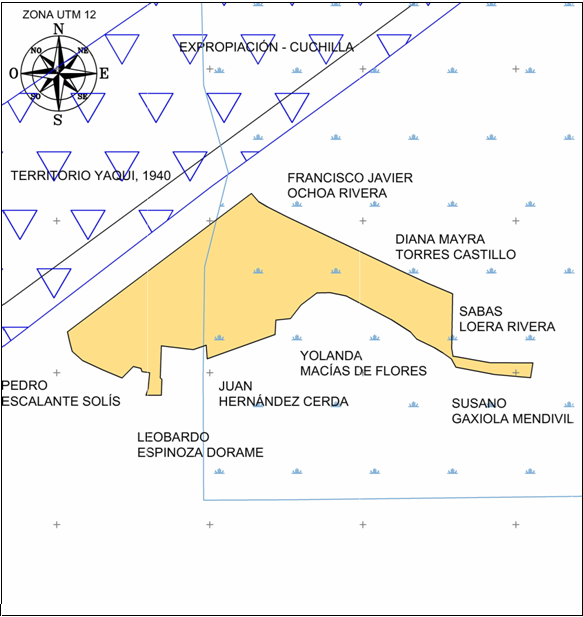 ZONA UTM 12
N
NO
NE
O
E
SO
SE
S
EXPROPIACIÓN - CUCHILLA
TERRITORIO YAQUI, 1940
FRANCISCO JAVIER
OCHOA RIVERA
DIANA MAYRA
TORRES CASTILLO
SABAS
LOERA RIVERA
YOLANDA
MACÍAS DE FLORES
PEDRO
ESCALANTE SOLÍS
JUAN
HERNÁNDEZ CERDA
SUSANO
GAXIOLA MENDIVIL
LEOBARDO
ESPINOZA DORAME